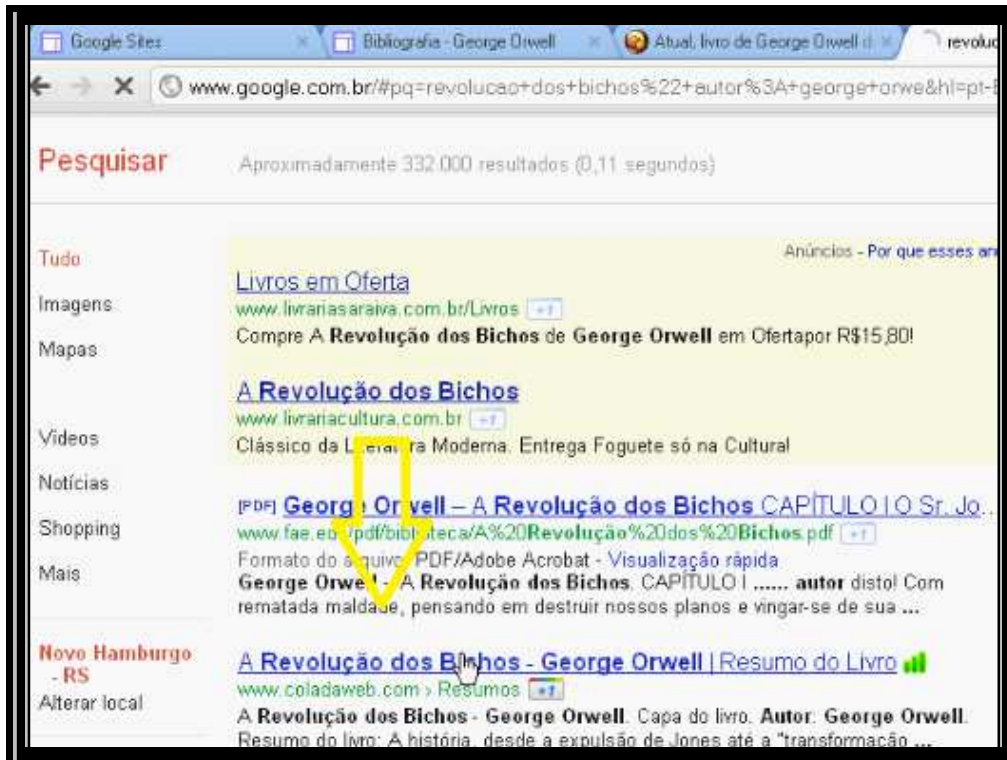 Google Sites
Bibliografia - George Orwell
Atual, livro de George Orwell d
revoluc
www.google.com.br/#pq=revolucao+dos+bichos%22+autor%3A+george+orwe&hl=pt-B
Pesquisar
Aproximadamente 332.000 resultados (0,11 segundos)
Tudo
Imagens
Mapas
Vídeos
Notícias
Shopping
Mais
Novo Hamburgo
- RS
Alterar local
Anúncios - Por que esses an
Livros em Oferta
www.livrariasaraiva.com.br/Livros +1
Compre A Revolução dos Bichos de George Orwell em Ofertapor R$15,80!
A Revolução dos Bichos
www.livrariacultura.com.br +1
Clássico da Literatura Moderna. Entrega Foguete só na Cultura!
[PDF] George Orwell – A Revolução dos Bichos CAPÍTULO I O Sr. Jo...
www.fae.edu/pdf/biblioteca/A%20Revolução%20dos%20Bichos.pdf +1
Formato do arquivo: PDF/Adobe Acrobat - Visualização rápida
George Orwell - A Revolução dos Bichos. CAPÍTULO I ...... autor disto! Com
rematada maldade, pensando em destruir nossos planos e vingar-se de sua ...
A Revolução dos Bichos - George Orwell | Resumo do Livro
www.coladaweb.com › Resumos +1
A Revolução dos Bichos - George Orwell. Capa do livro. Autor: George Orwell.
Resumo do livro: A história, desde a expulsão de Jones até a "transformação ...